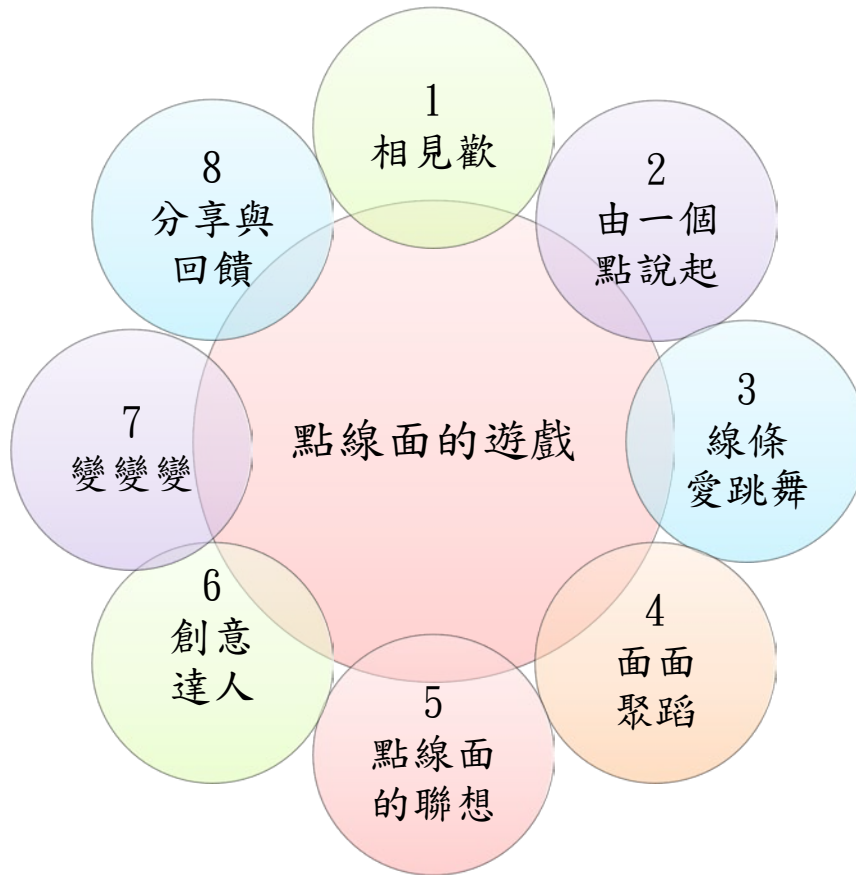 1
相見歡
2
由一個
點說起
3
線條
愛跳舞
4
面面
聚蹈
5
點線面
的聯想
6
創意
達人
7
變變變
8
分享與
回饋
點線面的遊戲